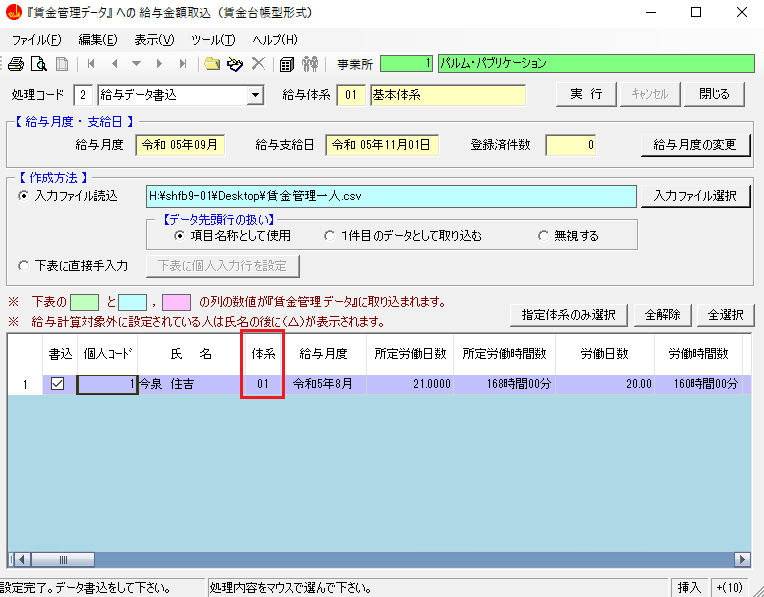 『賃金管理データ』への 給与金額取込（賃金台帳型形式）
ファイル(F) 編集(E) 表示(V) ツール(T) ヘルプ(H)
事業所 1 パルム・パブリケーション
処理コード 2 給与データ書込 給与体系 01 基本体系 実 行 キャンセル 閉じる
【 給与月度・支給日 】
給与月度 令和 05年09月 給与支給日 令和 05年11月01日 登録済件数 0 給与月度の変更
【 作成方法 】
入力ファイル読込 H:¥shfb9-01¥Desktop¥賃金管理一人.csv 入力ファイル選択
【データ先頭行の扱い】
項目名称として使用 1件目のデータとして取り込む 無視する
下表に直接手入力 下表に個人入力行を設定
※ 下表の と , の列の数値が『賃金管理データ』に取り込まれます。
※ 給与計算対象外に設定されている人は氏名の後に(△)が表示されます。
指定体系のみ選択 全解除 全選択
書込 個人コード 氏 名 体系 給与月度 所定労働日数 所定労働時間数 労働日数 労働時間数
1 1 今泉 住吉 01 令和5年8月 21.0000 168時間00分 20.00 160時間00分
設定完了。データ書込をして下さい。 処理内容をマウスで選んで下さい。 挿入 +(10)